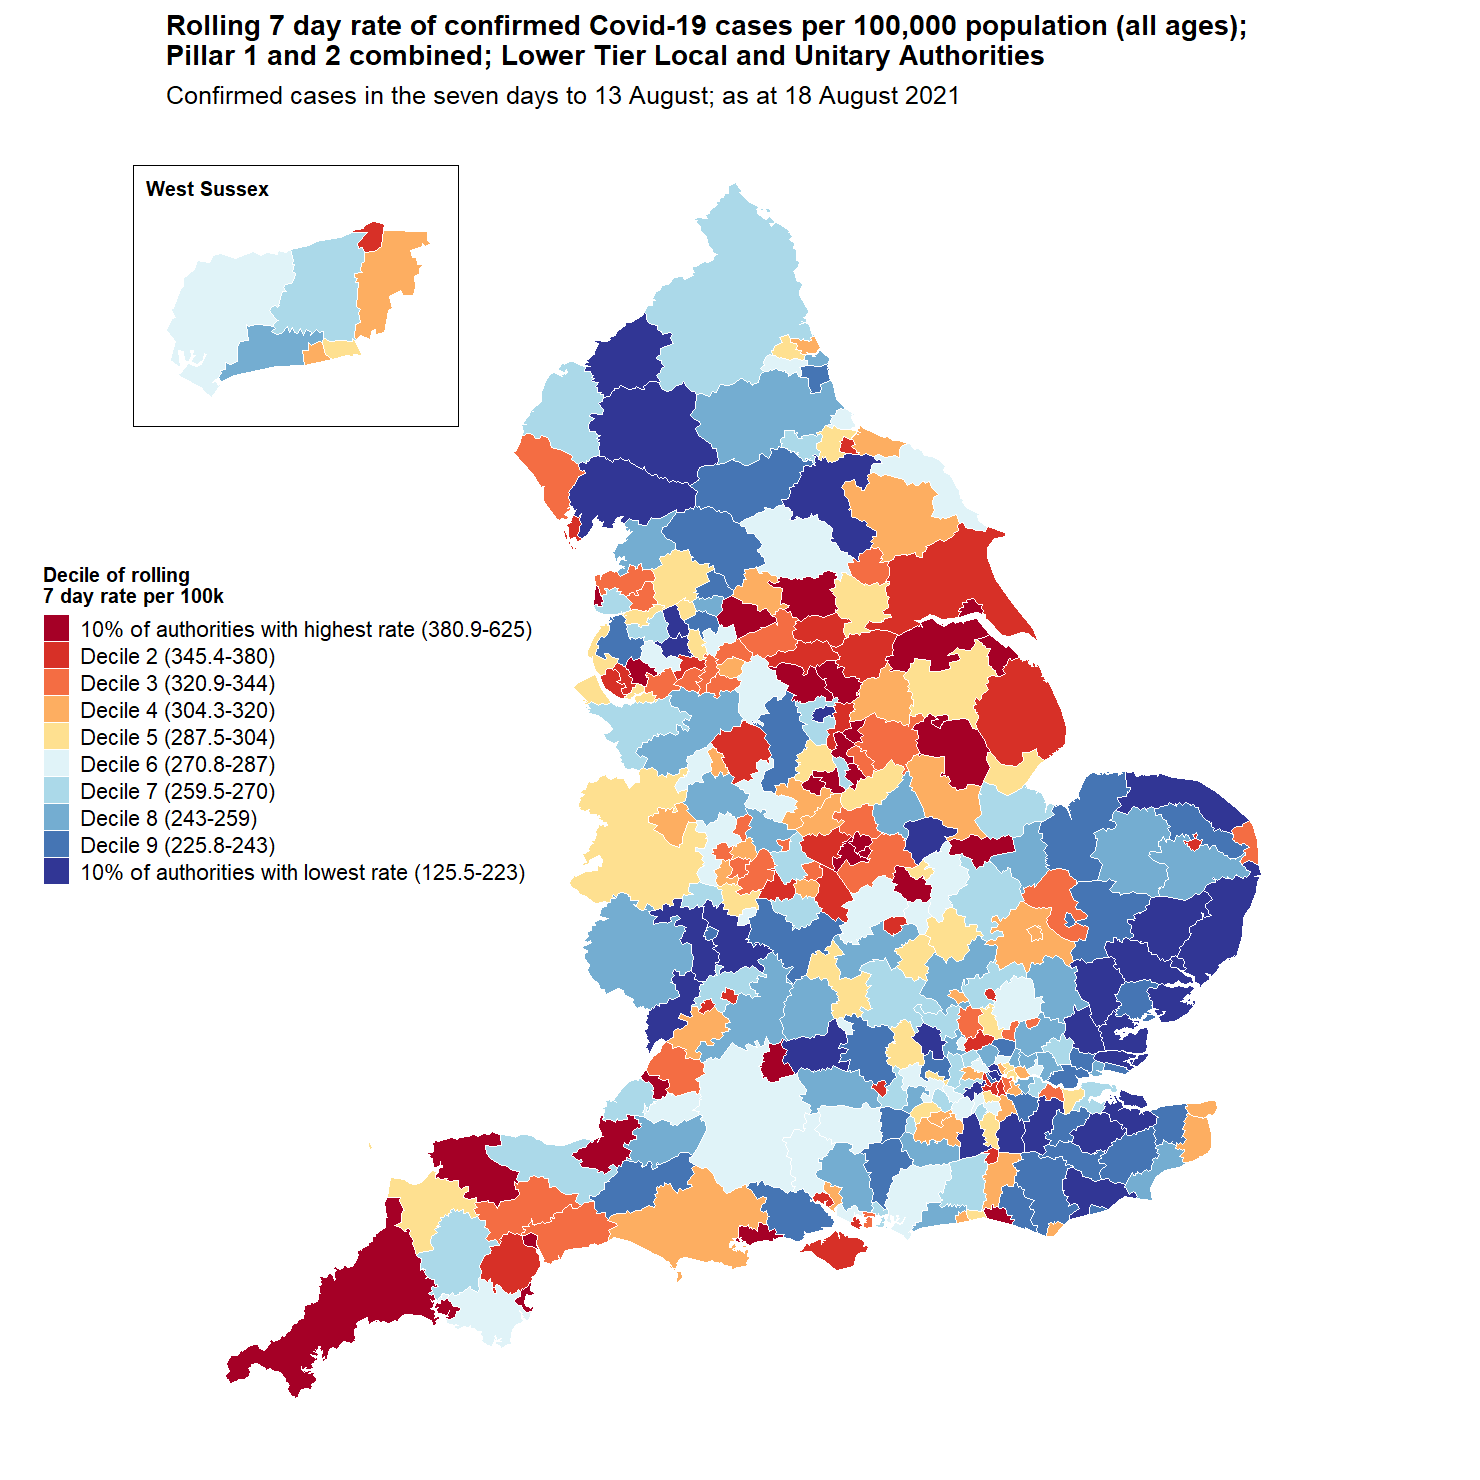 Rolling 7 day rate of confirmed Covid-19 cases per 100,000 population (all ages);
Pillar 1 and 2 combined; Lower Tier Local and Unitary Authorities
Confirmed cases in the seven days to 13 August; as at 18 August 2021
West Sussex
Decile of rolling
7 day rate per 100k
10% of authorities with highest rate (380.9-625)
Decile 2 (345.4-380)
Decile 3 (320.9-344)
Decile 4 (304.3-320)
Decile 5 (287.5-304)
Decile 6 (270.8-287)
Decile 7 (259.5-270)
Decile 8 (243-259)
Decile 9 (225.8-243)
10% of authorities with lowest rate (125.5-223)